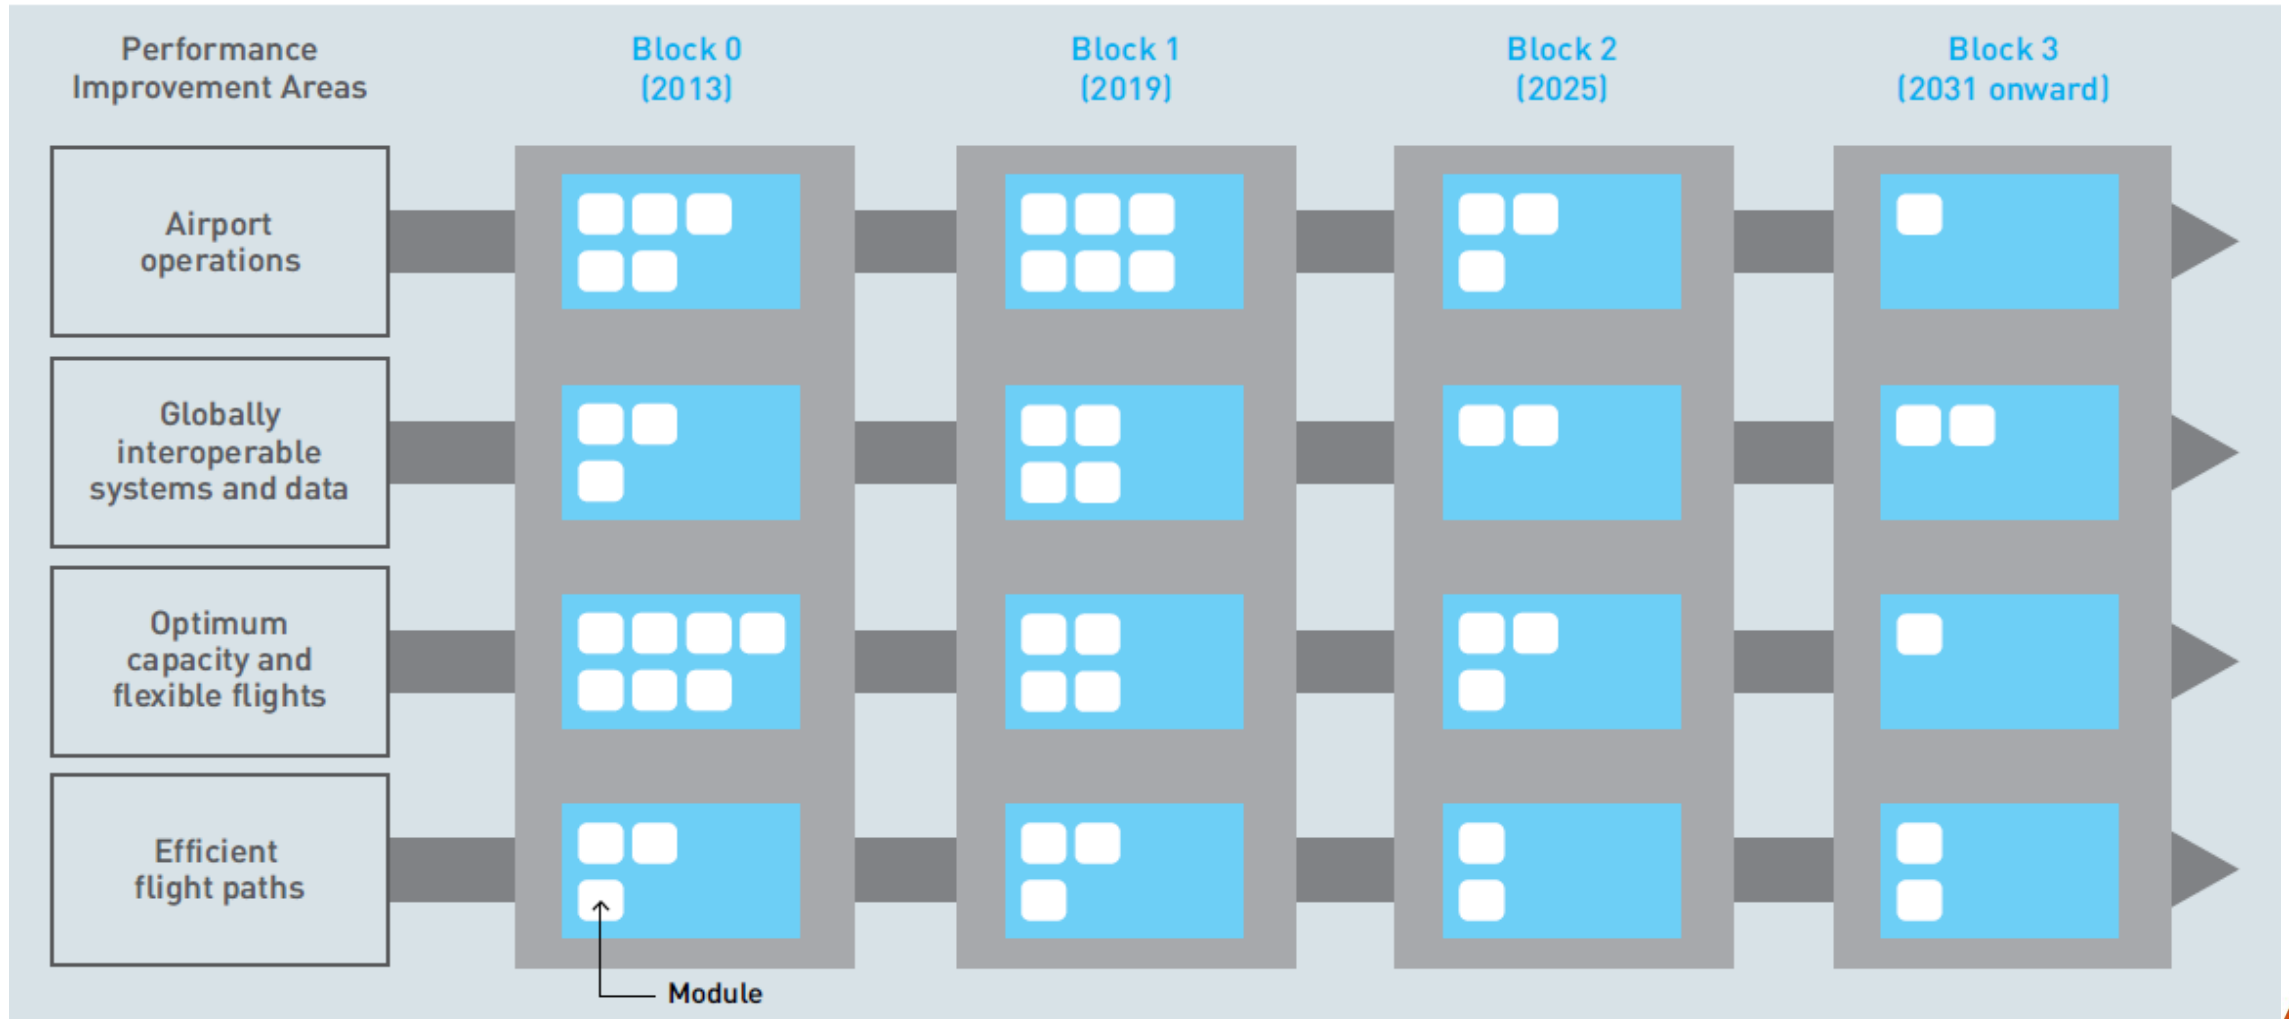 Performance
Improvement Areas
Block 0
(2013)
Block 1
(2019)
Block 2
(2025)
Block 3
(2031 onward)
Airport
operations
Globally
interoperable
systems and data
Optimum
capacity and
flexible flights
Efficient
flight paths
Module